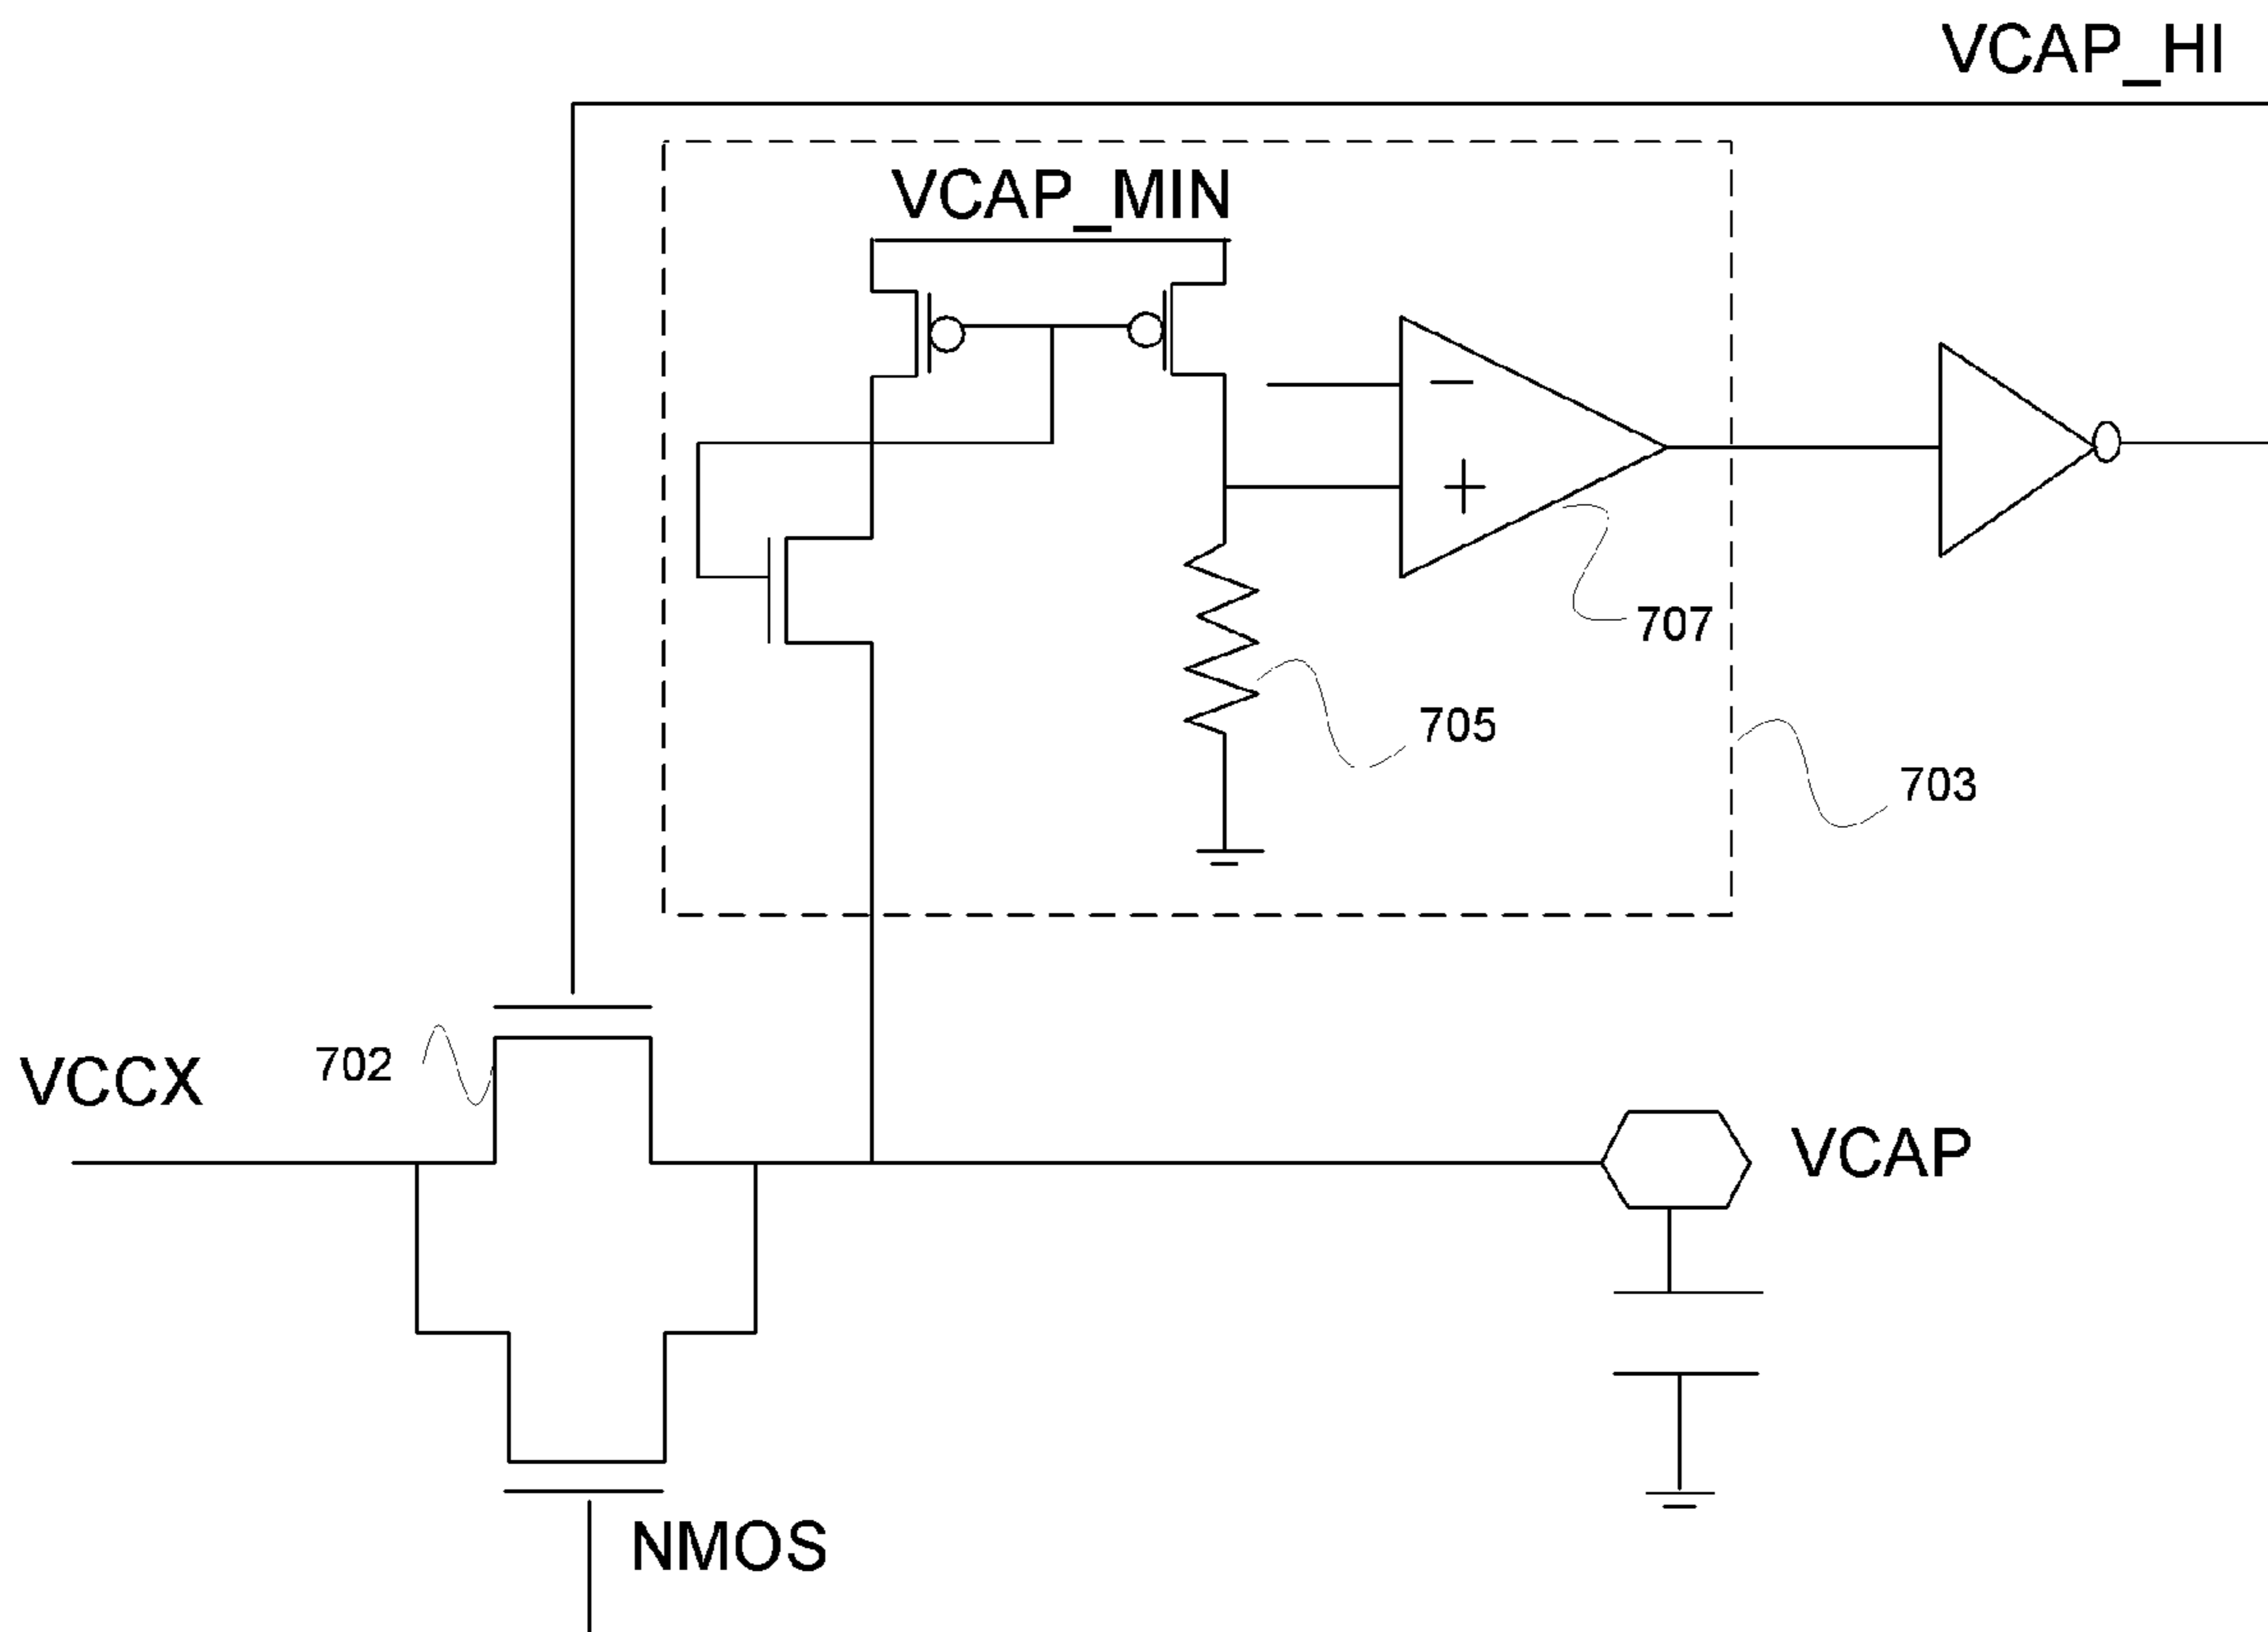 VCAP_HI
VCAP_MIN
−
+
707
705
703
702
VCCX
VCAP
NMOS